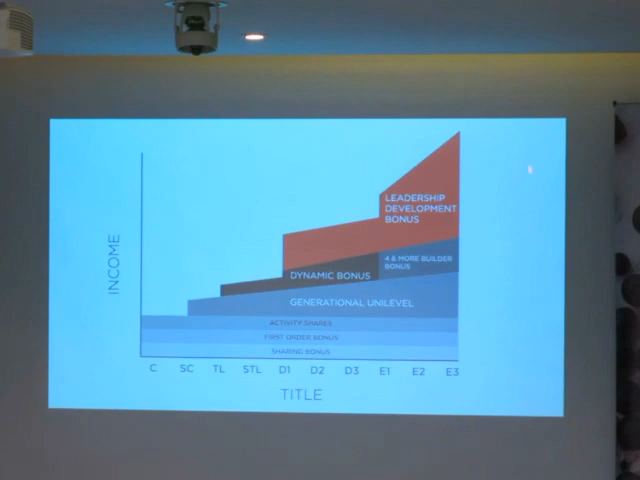 LEADERSHIP
DEVELOPMENT
BONUS
4 & MORE BUILDER
BONUS
DYNAMIC BONUS
GENERATIONAL UNILEVEL
ACTIVITY SHARES
FIRST ORDER BONUS
SHARING BONUS
INCOME
C SC TL STL D1 D2 D3 E1 E2 E3
TITLE